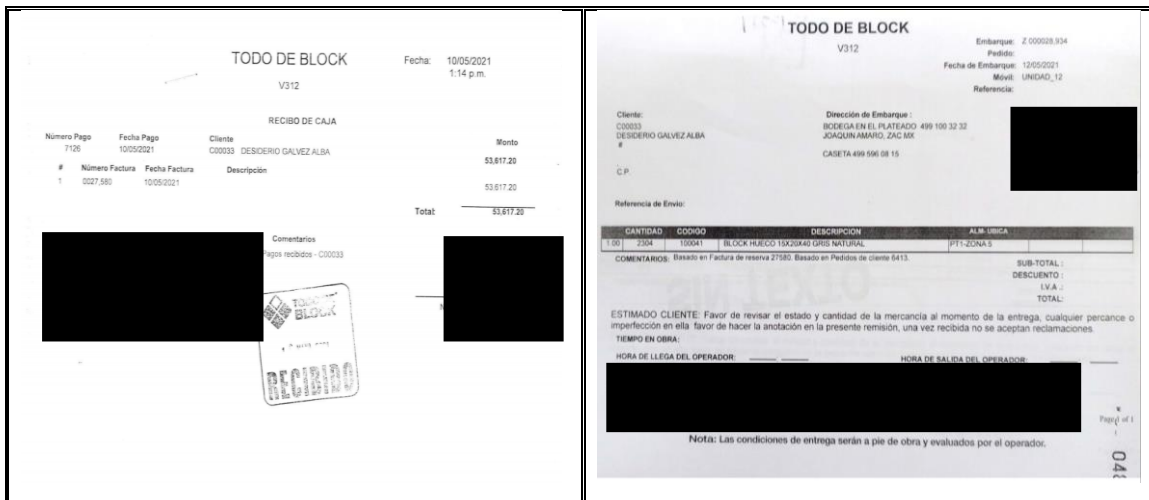 TODO DE BLOCK
V312
Fecha: 10/05/2021
1:14 p.m.
RECIBO DE CAJA
Número Pago Fecha Pago Cliente Monto
7126 10/05/2021 C00033 DESIDERIO GALVEZ ALBA
53,617.20
# Número Factura Fecha Factura Descripción
1 0027,580 10/05/2021 53,617.20
Total: 53,617.20
Comentarios
Pagos recibidos - C00033
BLOCK
TODO DE BLOCK
V312
Embarque: Z 000028,934
Pedido:
Fecha de Embarque: 12/05/2021
Móvil: UNIDAD_12
Referencia:
Cliente:
C00033
DESIDERIO GALVEZ ALBA
#
C.P.
Dirección de Embarque :
BODEGA EN EL PLATEADO 499 100 32 32
JOAQUIN AMARO, ZAC MX
CASETA 499 596 08 15
Referencia de Envio:
CANTIDAD CODIGO DESCRIPCION ALM- UBICA
1.00 2304 100041 BLOCK HUECO 15X20X40 GRIS NATURAL PT1-ZONA 5
COMENTARIOS: Basado en Factura de reserva 27580. Basado en Pedidos de cliente 6413.
SUB-TOTAL :
DESCUENTO :
I.V.A .:
TOTAL:
ESTIMADO CLIENTE: Favor de revisar el estado y cantidad de la mercancía al momento de la entrega, cualquier percance o
imperfección en ella favor de hacer la anotación en la presente remisión, una vez recibida no se aceptan reclamaciones.
TIEMPO EN OBRA:
HORA DE LLEGA DEL OPERADOR: HORA DE SALIDA DEL OPERADOR:
Page 1 of 1
Nota: Las condiciones de entrega serán a pie de obra y evaluados por el operador.
048